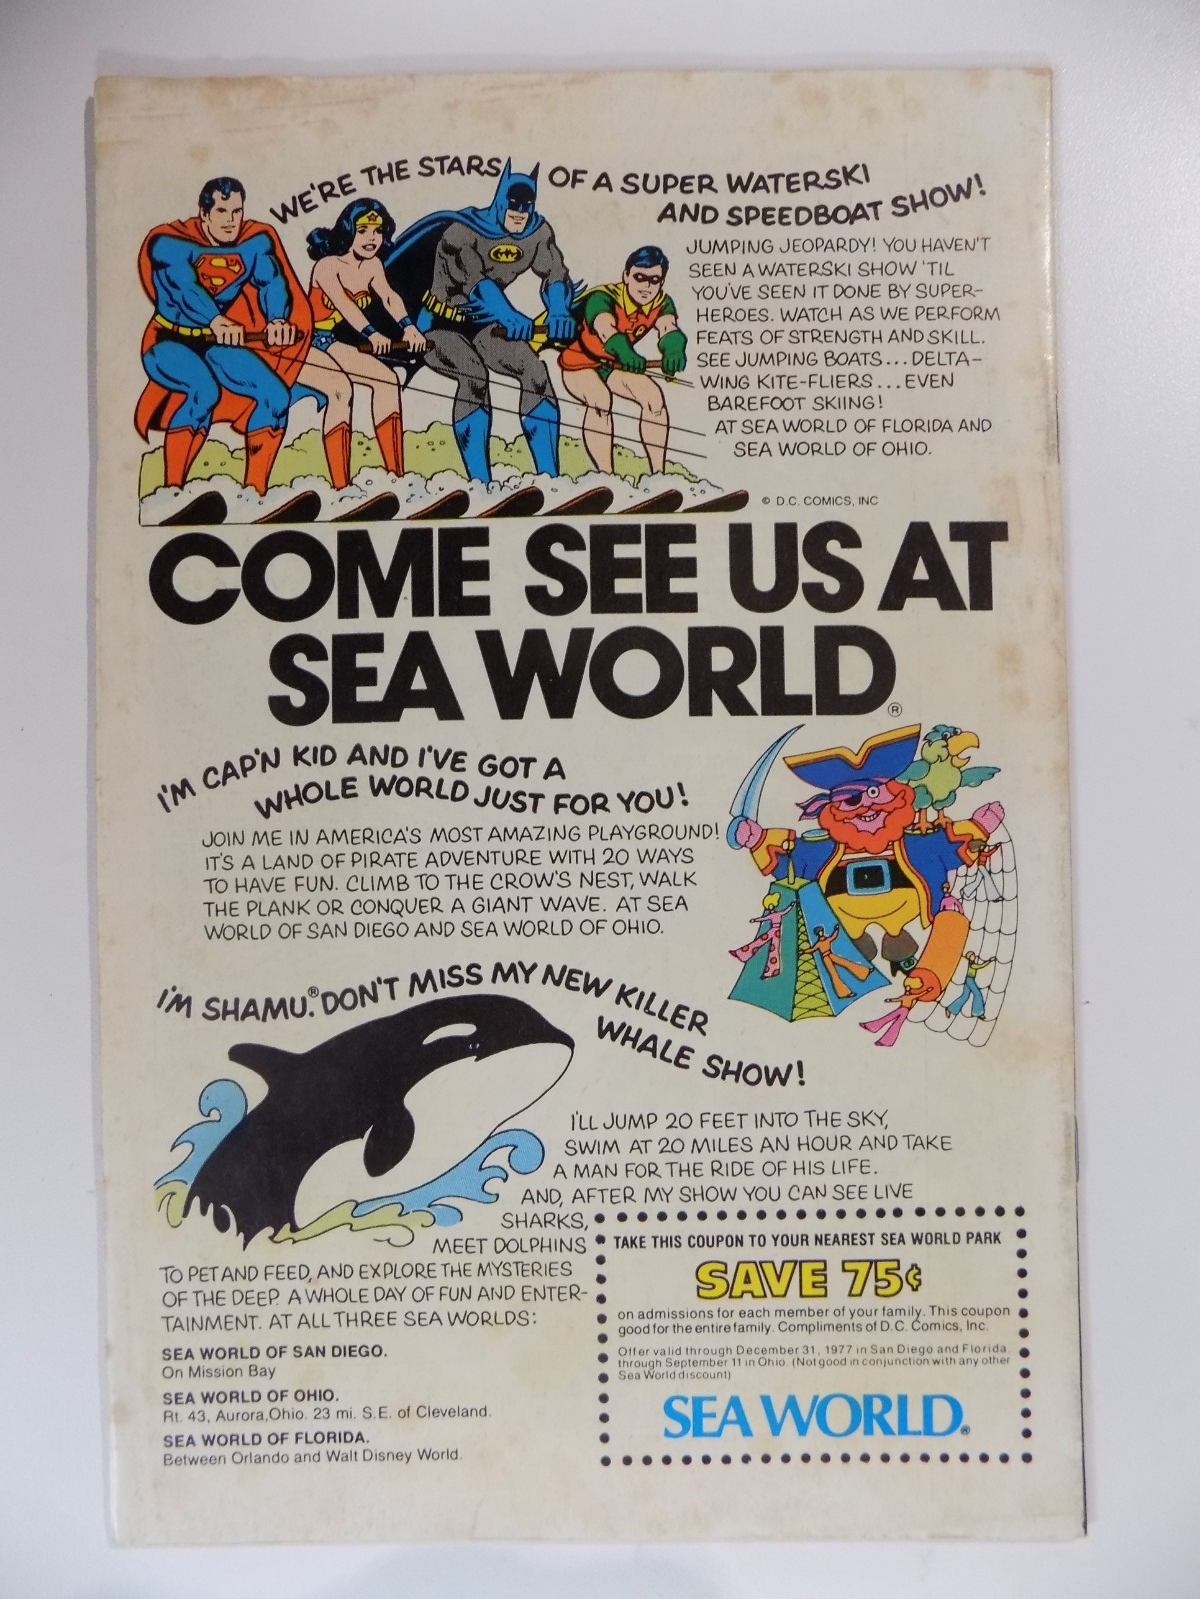 WE'RE THE STARS OF A SUPER WATERSKI
AND SPEEDBOAT SHOW!
JUMPING JEOPARDY! YOU HAVEN'T
SEEN A WATERSKI SHOW 'TIL
YOU'VE SEEN IT DONE BY SUPER-
HEROES. WATCH AS WE PERFORM
FEATS OF STRENGTH AND SKILL.
SEE JUMPING BOATS... DELTA-
WING KITE-FLIERS... EVEN
BAREFOOT SKIING!
AT SEA WORLD OF FLORIDA AND
SEA WORLD OF OHIO.
© D.C. COMICS, INC
COME SEE US AT
SEA WORLD®
I'M CAP'N KID AND I'VE GOT A
WHOLE WORLD JUST FOR YOU!
JOIN ME IN AMERICA'S MOST AMAZING PLAYGROUND!
IT'S A LAND OF PIRATE ADVENTURE WITH 20 WAYS
TO HAVE FUN. CLIMB TO THE CROW'S NEST, WALK
THE PLANK OR CONQUER A GIANT WAVE. AT SEA
WORLD OF SAN DIEGO AND SEA WORLD OF OHIO.
I'M SHAMU.® DON'T MISS MY NEW KILLER
WHALE SHOW!
I'LL JUMP 20 FEET INTO THE SKY,
SWIM AT 20 MILES AN HOUR AND TAKE
A MAN FOR THE RIDE OF HIS LIFE.
AND, AFTER MY SHOW YOU CAN SEE LIVE
SHARKS,
MEET DOLPHINS
TO PET AND FEED, AND EXPLORE THE MYSTERIES
OF THE DEEP. A WHOLE DAY OF FUN AND ENTER-
TAINMENT. AT ALL THREE SEA WORLDS:
SEA WORLD OF SAN DIEGO.
On Mission Bay
SEA WORLD OF OHIO.
Rt. 43, Aurora, Ohio. 23 mi. S.E. of Cleveland.
SEA WORLD OF FLORIDA.
Between Orlando and Walt Disney World.
TAKE THIS COUPON TO YOUR NEAREST SEA WORLD PARK
SAVE 75¢
on admissions for each member of your family. This coupon
good for the entire family. Compliments of D.C. Comics, Inc.
Offer valid through December 31, 1977 in San Diego and Florida.
through September 11 in Ohio. (Not good in conjunction with any other
Sea World discount)
SEA WORLD®